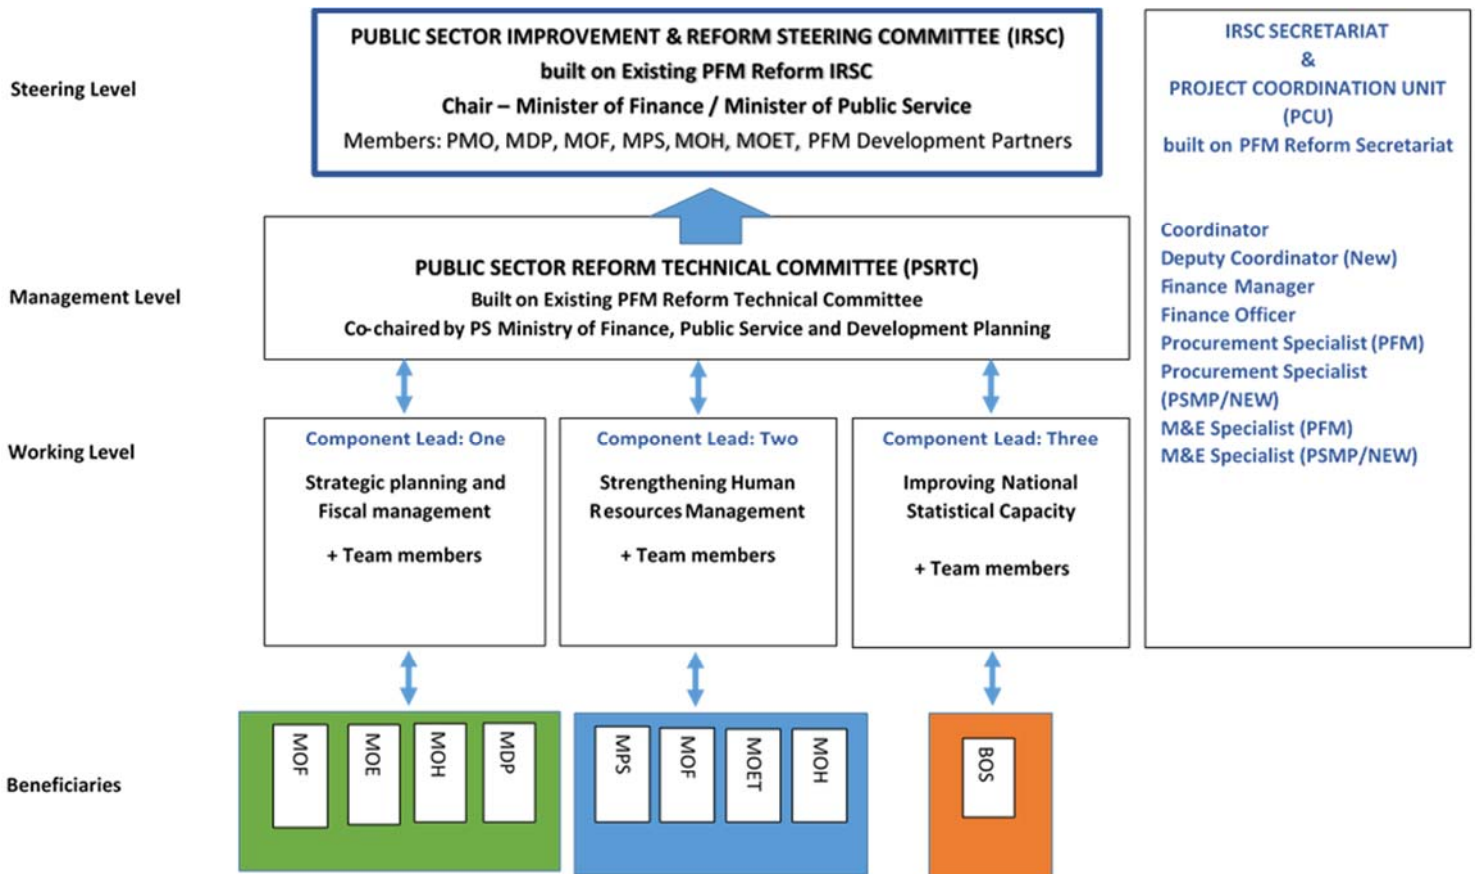 Steering Level
PUBLIC SECTOR IMPROVEMENT & REFORM STEERING COMMITTEE (IRSC)
built on Existing PFM Reform IRSC
Chair – Minister of Finance / Minister of Public Service
Members: PMO, MDP, MOF, MPS, MOH, MOET, PFM Development Partners
IRSC SECRETARIAT
&
PROJECT COORDINATION UNIT
(PCU)
built on PFM Reform Secretariat
Coordinator
Deputy Coordinator (New)
Finance Manager
Finance Officer
Procurement Specialist (PFM)
Procurement Specialist
(PSMP/NEW)
M&E Specialist (PFM)
M&E Specialist (PSMP/NEW)
Management Level
PUBLIC SECTOR REFORM TECHNICAL COMMITTEE (PSRTC)
Built on Existing PFM Reform Technical Committee
Co-chaired by PS Ministry of Finance, Public Service and Development Planning
Working Level
Component Lead: One
Strategic planning and
Fiscal management
+ Team members
Component Lead: Two
Strengthening Human
Resources Management
+ Team members
Component Lead: Three
Improving National
Statistical Capacity
+ Team members
Beneficiaries
MOF
MOE
MOH
MDP
MPS
MOF
MOET
MOH
BOS